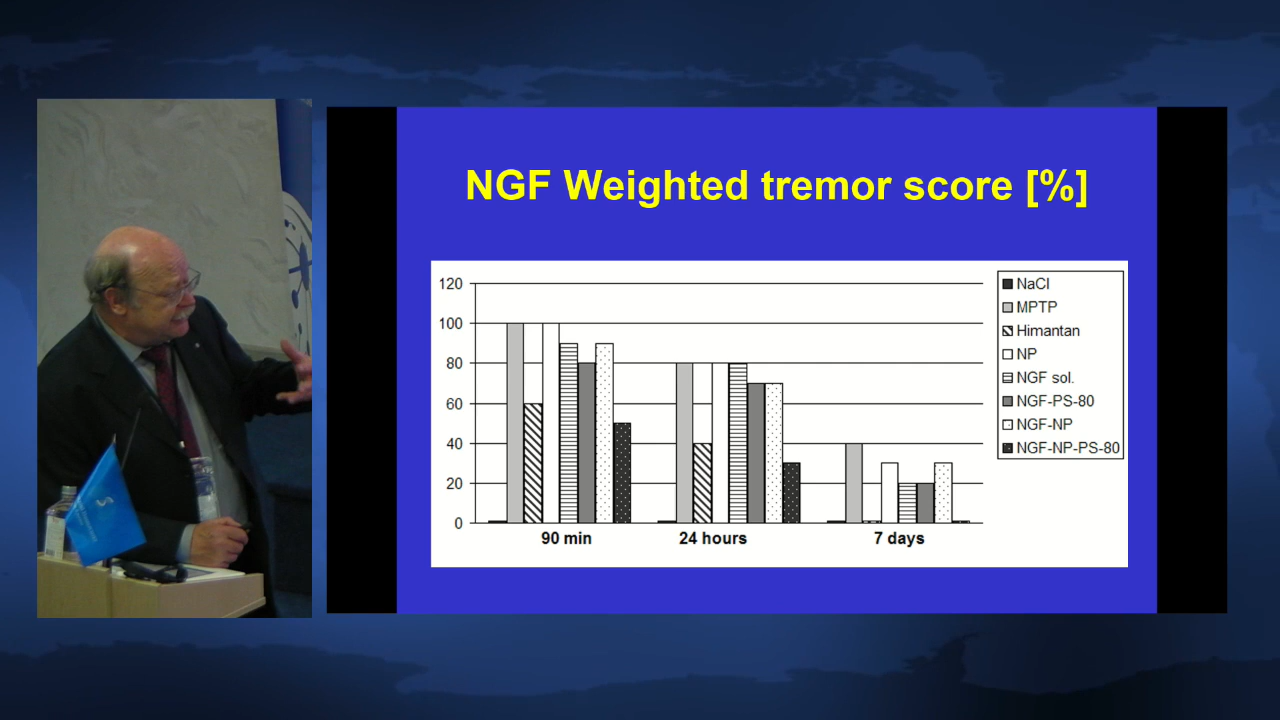 NGF Weighted tremor score [%]
120
100
80
60
40
20
0
90 min
24 hours
7 days
NaCl
MPTP
Himantan
NP
NGF sol.
NGF-PS-80
NGF-NP
NGF-NP-PS-80